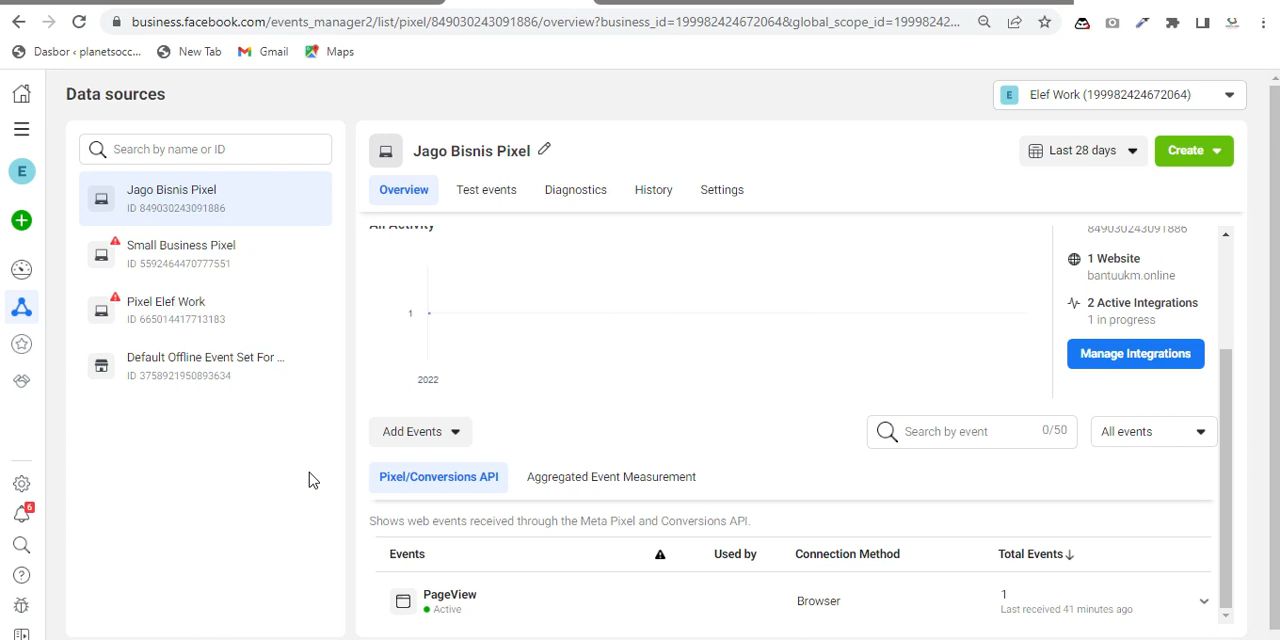 business.facebook.com/events_manager2/list/pixel/849030243091886/overview?business_id=199982424672064&global_scope_id=19998242...
Dasbor ‹ planetsocc...
New Tab
Gmail
Maps
Data sources
E
Elef Work (199982424672064)
E
Search by name or ID
Jago Bisnis Pixel
ID 849030243091886
Small Business Pixel
ID 5592464470777551
Pixel Elef Work
ID 665014417713183
Default Offline Event Set For ...
ID 3758921950893634
6
Jago Bisnis Pixel
Last 28 days
Create
Overview
Test events
Diagnostics
History
Settings
All Activity
1
2022
849030243091886
1 Website
bantuukm.online
2 Active Integrations
1 in progress
Manage Integrations
Add Events
Search by event
0/50
All events
Pixel/Conversions API
Aggregated Event Measurement
Shows web events received through the Meta Pixel and Conversions API.
Events
Used by
Connection Method
Total Events
PageView
Active
Browser
1
Last received 41 minutes ago